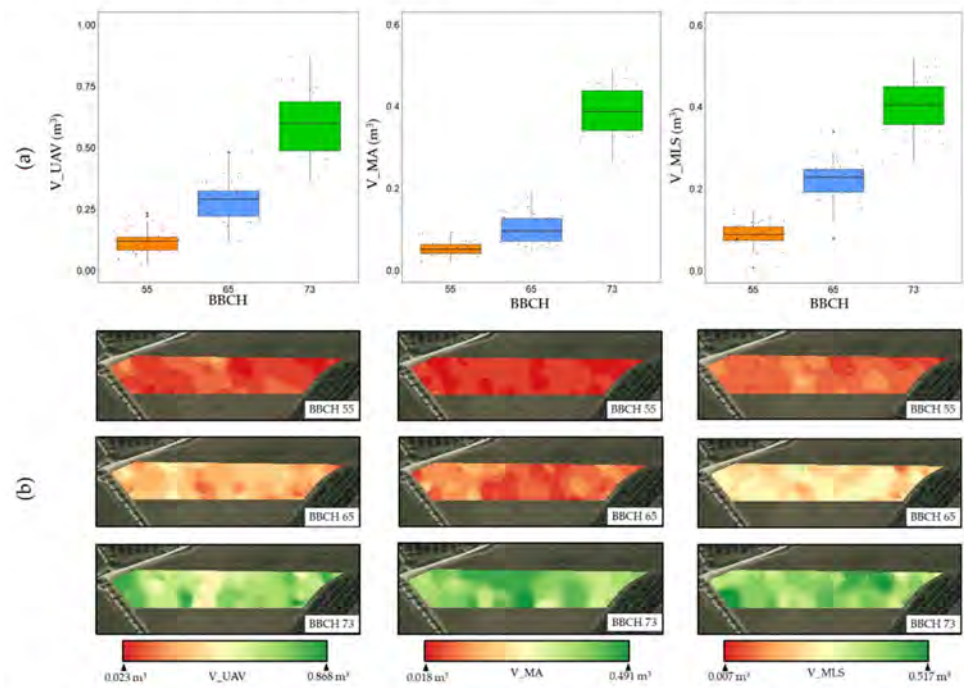 (a)
V_UAV (m³)
1.00
0.75
0.50
0.25
0.00
55 65 73
BBCH
V_MA (m³)
0.6
0.4
0.2
0.0
55 65 73
BBCH
V_MLS (m³)
0.6
0.4
0.2
0.0
55 65 73
BBCH
(b)
BBCH 55
BBCH 55
BBCH 55
BBCH 65
BBCH 65
BBCH 65
BBCH 73
BBCH 73
BBCH 73
0.023 m³ V_UAV 0.868 m³
0.018 m³ V_MA 0.491 m³
0.007 m³ V_MLS 0.517 m³